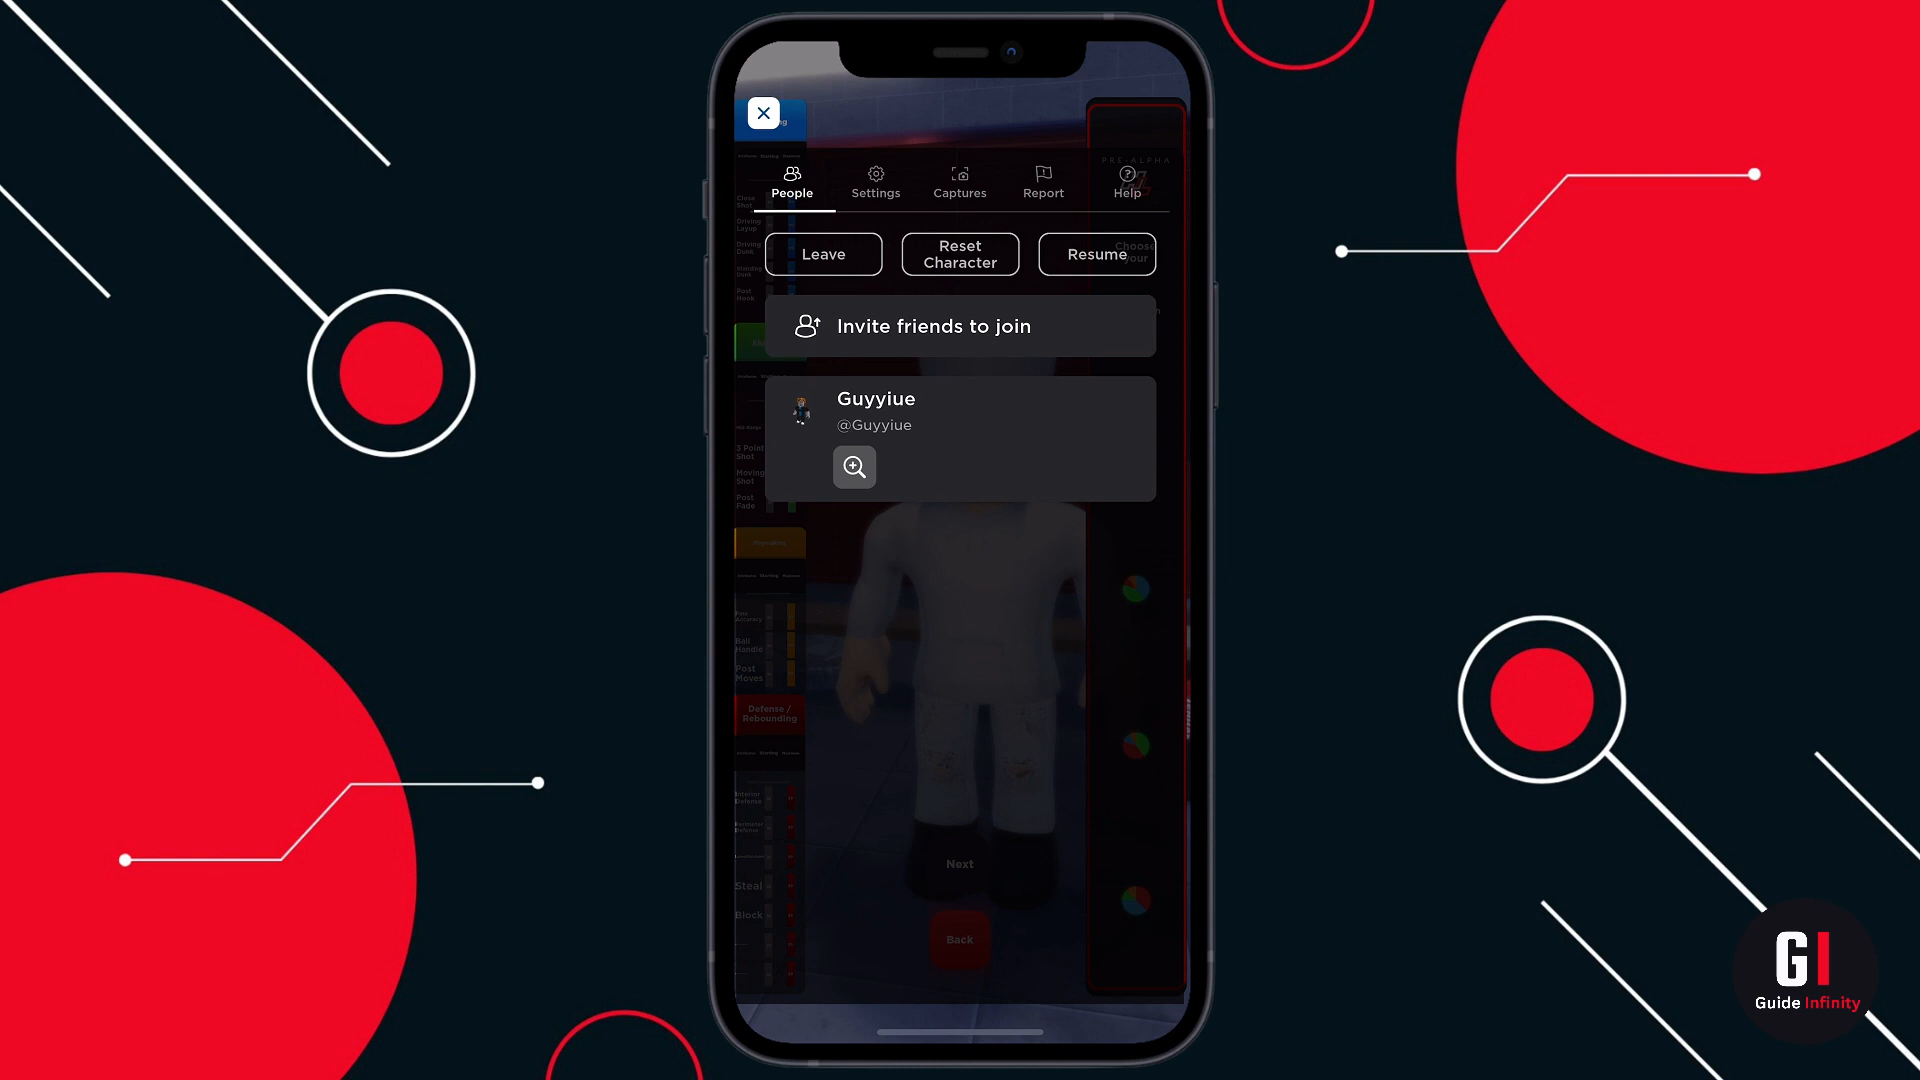 PRE-ALPHA
People
Settings
Captures
Report
Help
Leave
Reset
Character
Resume
Choose
your
Invite friends to join
Guyyiue
@Guyyiue
Close
Shot
Driving
Layup
Driving
Dunk
Standing
Dunk
Post
Hook
3 Point
Shot
Moving
Shot
Post
Fade
Pass
Accuracy
Ball
Handle
Post
Moves
Defense /
Rebounding
Interior
Defense
Perimeter
Defense
Steal
Block
Next
Back
GI
Guide Infinity